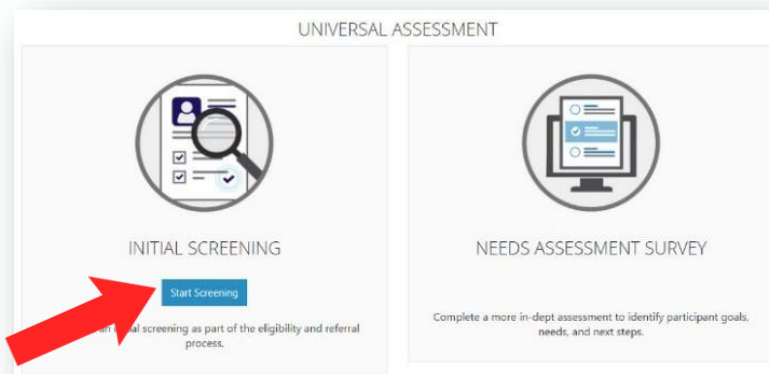 UNIVERSAL ASSESSMENT
INITIAL SCREENING
Start Screening
an initial screening as part of the eligibility and referral
process.
NEEDS ASSESSMENT SURVEY
Complete a more in-dept assessment to identify participant goals,
needs, and next steps.